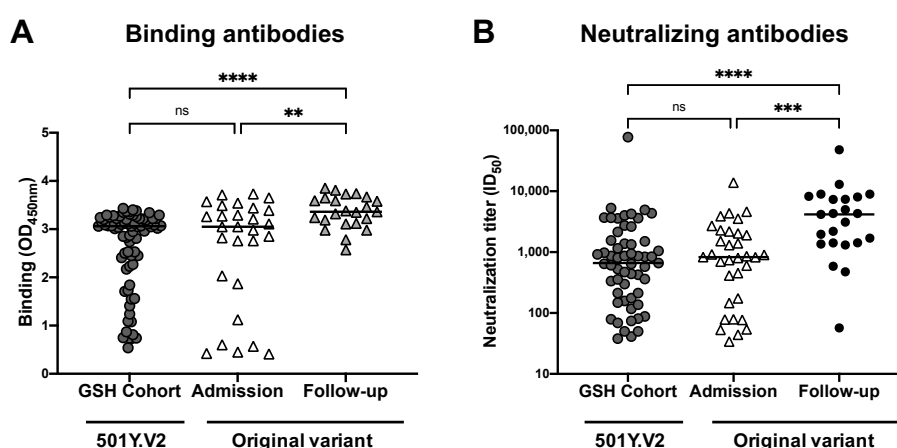 A Binding antibodies
****
ns
**
Binding (OD450nm)
5
4
3
2
1
0
GSH Cohort Admission Follow-up
501Y.V2 Original variant
B Neutralizing antibodies
****
ns
***
Neutralization titer (ID50)
100,000
10,000
1,000
100
10
GSH Cohort Admission Follow-up
501Y.V2 Original variant